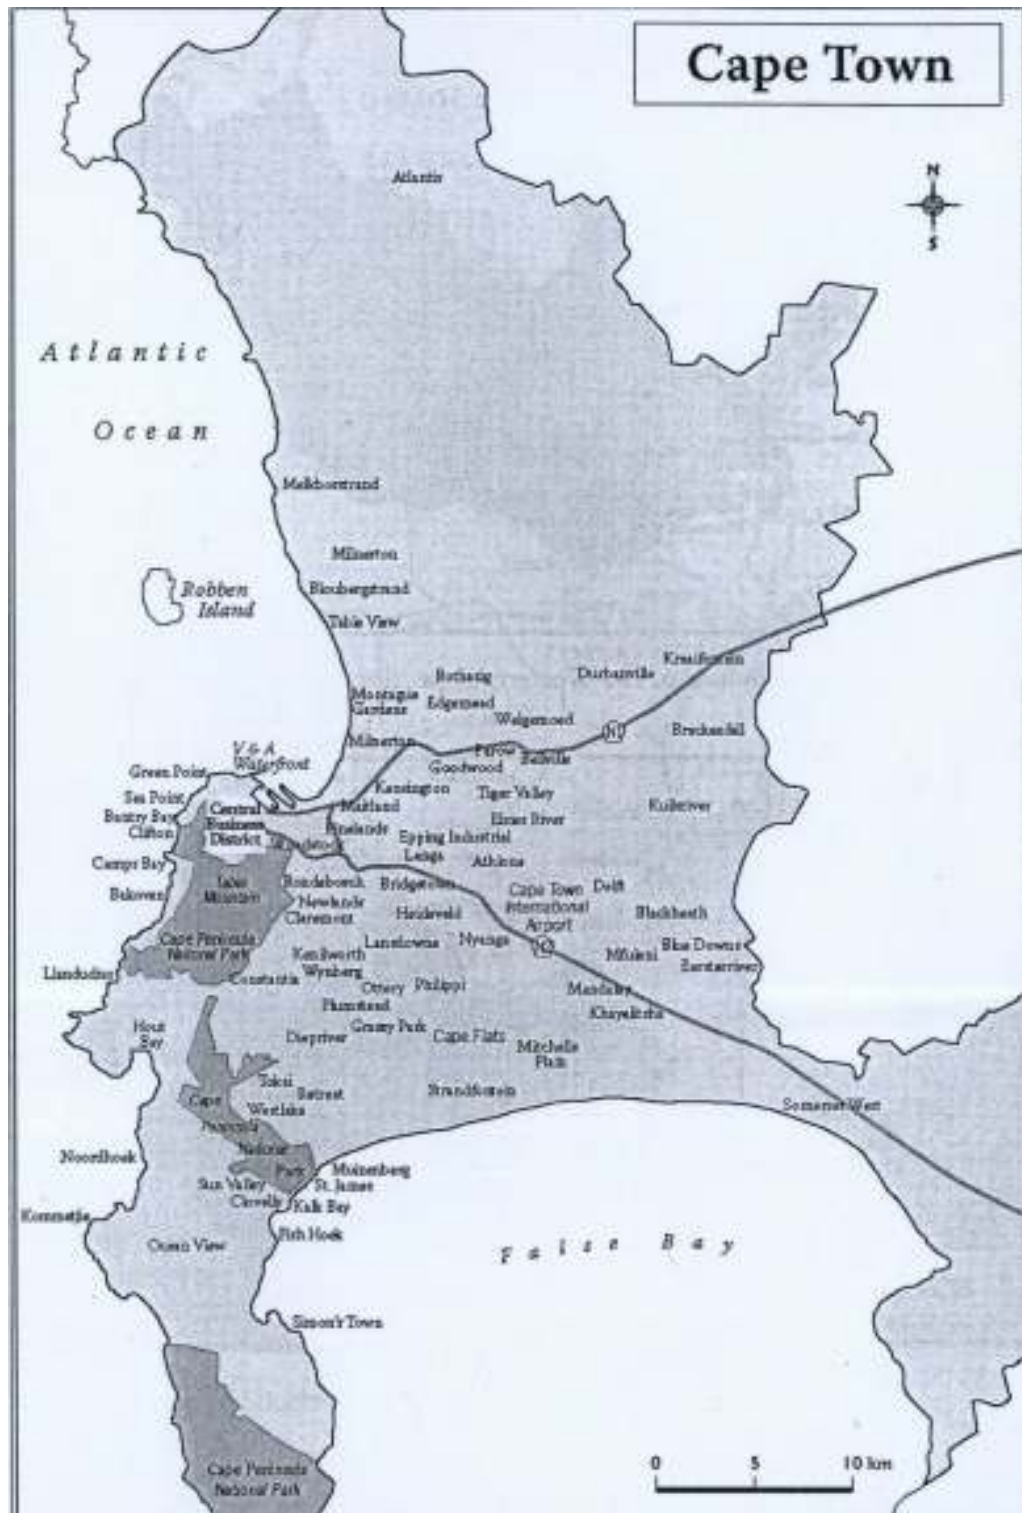 Cape Town
N
S
Atlantis
Atlantic
Ocean
Melkborstrand
Milnerton
Bloubergstrand
Robben
Island
Table View
Kraaifontein
Durbanville
Bothasig
Montague
Gardens
Edgemead
Welgemoed
Brackenfell
N1
Milnerton
V & A
Waterfront
Parow
Bellville
Goodwood
Green Point
Kensington
Tiger Valley
Sea Point
Central
Business
District
Maitland
Kuilsriver
Bantry Bay
Clifton
Elsies River
Pinelands
Epping Industrial
Woodstock
Langa
Athlone
Camps Bay
Table
Mountain
Rondebosch
Bridgetown
Cape Town
International
Airport
Delft
Bakoven
Newlands
Claremont
Heideveld
Blackheath
Cape Peninsula
National Park
Lansdowne
Nyanga
Blue Downs
Kenilworth
Mfuleni
Eersterriver
Llandudno
Constantia
Wynberg
Ottery
Philippi
Mandalay
Plumstead
Khayelitsha
Hout
Bay
Diepriver
Grassy Park
Cape Flats
Mitchells
Plain
Tokai
Retreat
Strandfontein
Cape
Peninsula
National
Park
Westlake
Somerset West
Noordhoek
Muizenberg
Sun Valley
St. James
Clovelly
Kalk Bay
Kommetjie
Ocean View
Fish Hoek
False Bay
Simon's Town
Cape Peninsula
National Park
0 5 10 km